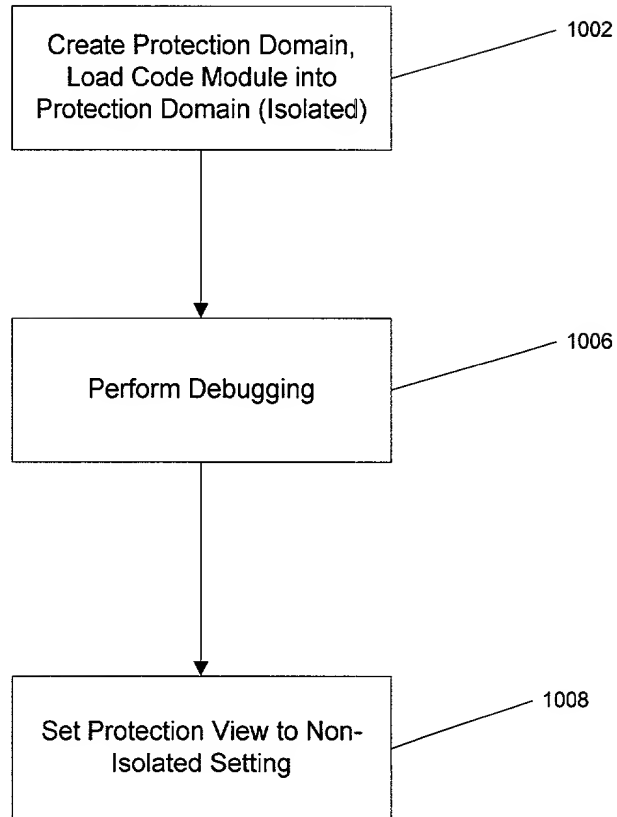 Create Protection Domain,
Load Code Module into
Protection Domain (Isolated)
1002
Perform Debugging
1006
Set Protection View to Non-
Isolated Setting
1008